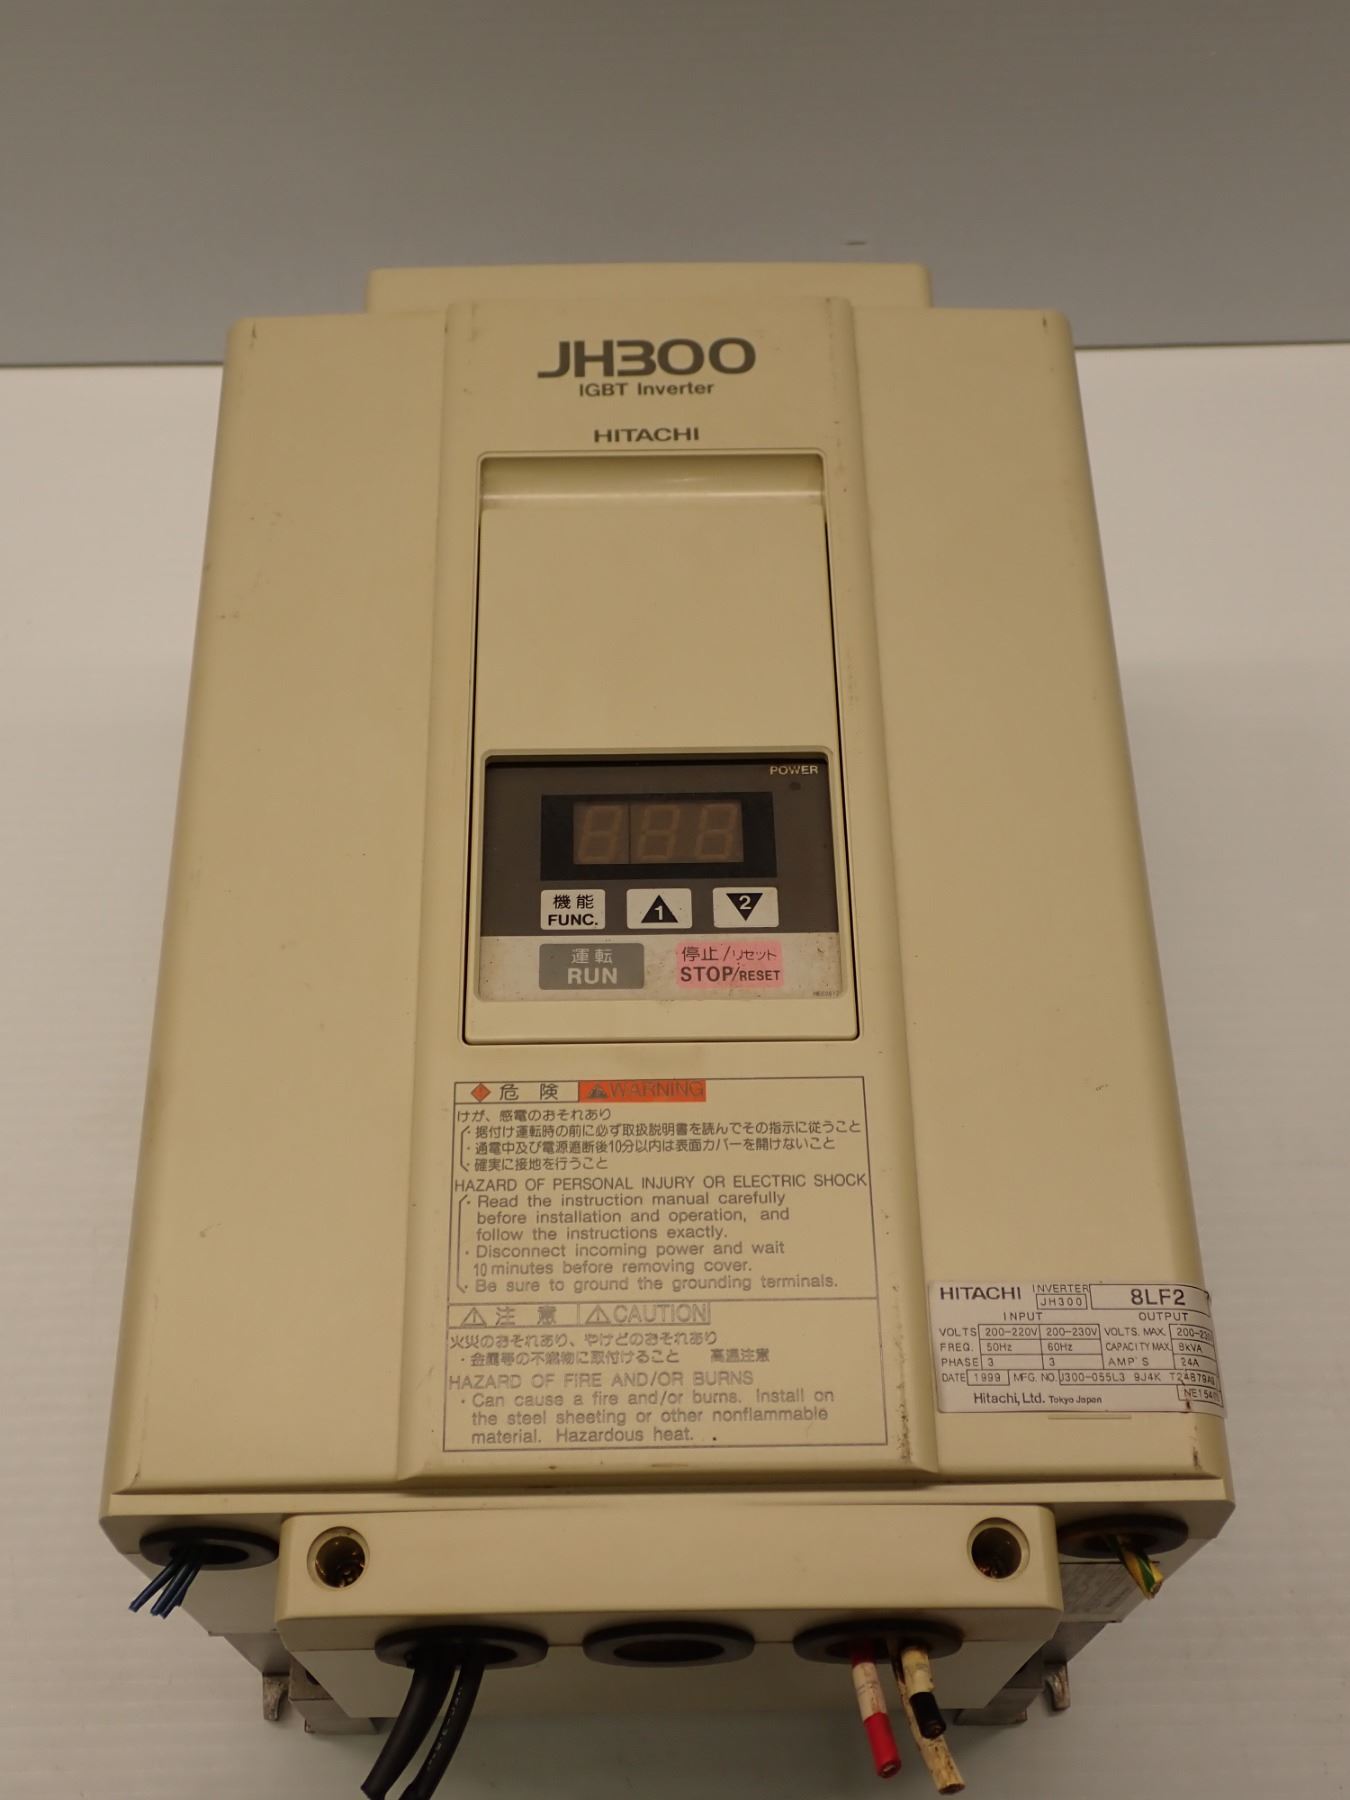 JH300
IGBT Inverter
HITACHI
POWER
888
機能
FUNC.
1
2
運転
RUN
停止/リセット
STOP/RESET
危険 WARNING
けが、感電のおそれあり
・据付け運転時の前に必ず取扱説明書を読んでその指示に従うこと
・通電中及び電源遮断後10分以内は表面カバーを開けないこと
・確実に接地を行うこと
HAZARD OF PERSONAL INJURY OR ELECTRIC SHOCK
・Read the instruction manual carefully
before installation and operation, and
follow the instructions exactly.
・Disconnect incoming power and wait
10 minutes before removing cover.
・Be sure to ground the grounding terminals.
注意 CAUTION
火災のおそれあり、やけどのおそれあり
・金属等の不燃物に取付けること 高温注意
HAZARD OF FIRE AND/OR BURNS
・Can cause a fire and/or burns. Install on
the steel sheeting or other nonflammable
material. Hazardous heat.
HITACHI INVERTER JH300 8LF2
INPUT OUTPUT
VOLTS 200-220V 200-230V VOLTS. MAX. 200-230
FREQ. 50Hz 60Hz CAPACITY MAX. 8kVA
PHASE 3 3 AMP'S 24A
DATE 1999 MFG. NO. J300-055L3 9J4K
Hitachi, Ltd. Tokyo Japan